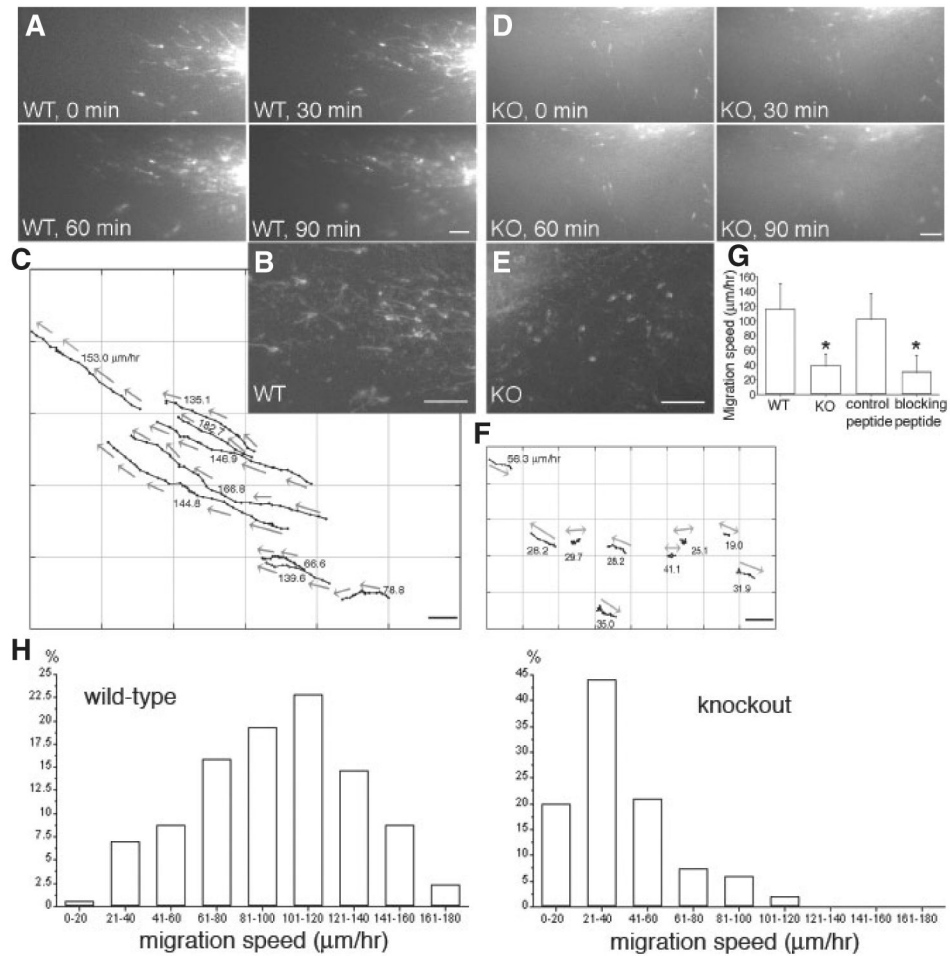 A
WT, 0 min
WT, 30 min
WT, 60 min
WT, 90 min
D
KO, 0 min
KO, 30 min
KO, 60 min
KO, 90 min
C
153.0 µm/hr
135.1
182.7
146.9
166.8
144.8
66.6
139.6
78.8
B
WT
E
KO
G
Migration speed (µm/hr)
160
140
120
100
80
60
40
20
0
*
*
WT
KO
control peptide
blocking peptide
F
56.3 µm/hr
28.2
29.7
28.2
41.1
25.1
19.0
31.9
35.0
H
%
25
22.5
20
17.5
15
12.5
10
7.5
5
2.5
0
wild-type
0-20 21-40 41-60 61-80 81-100 101-120 121-140 141-160 161-180
migration speed (µm/hr)
%
45
40
35
30
25
20
15
10
5
0
knockout
0-20 21-40 41-60 61-80 81-100 101-120 121-140 141-160 161-180
migration speed (µm/hr)